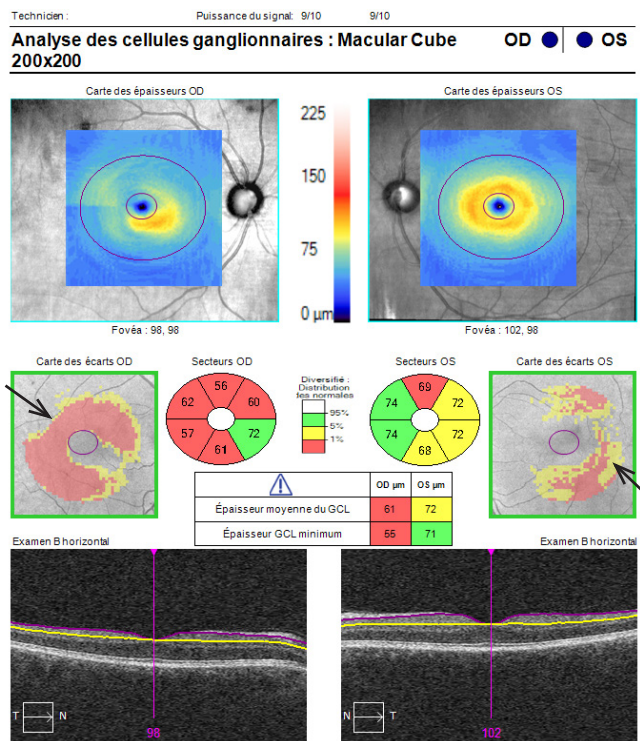 Technicien : Puissance du signal: 9/10 9/10
Analyse des cellules ganglionnaires : Macular Cube 200x200 OD OS
Carte des épaisseurs OD Carte des épaisseurs OS
225
150
75
0 µm
Fovéa : 98, 98 Fovéa : 102, 98
Carte des écarts OD Secteurs OD Secteurs OS Carte des écarts OS
Diversifié :
Distribution
des normales
95%
5%
1%
56
62 60
57 72
61
69
74 72
74 72
68
OD µm OS µm
Épaisseur moyenne du GCL 61 72
Épaisseur GCL minimum 55 71
Examen B horizontal Examen B horizontal
T N N T
98 102